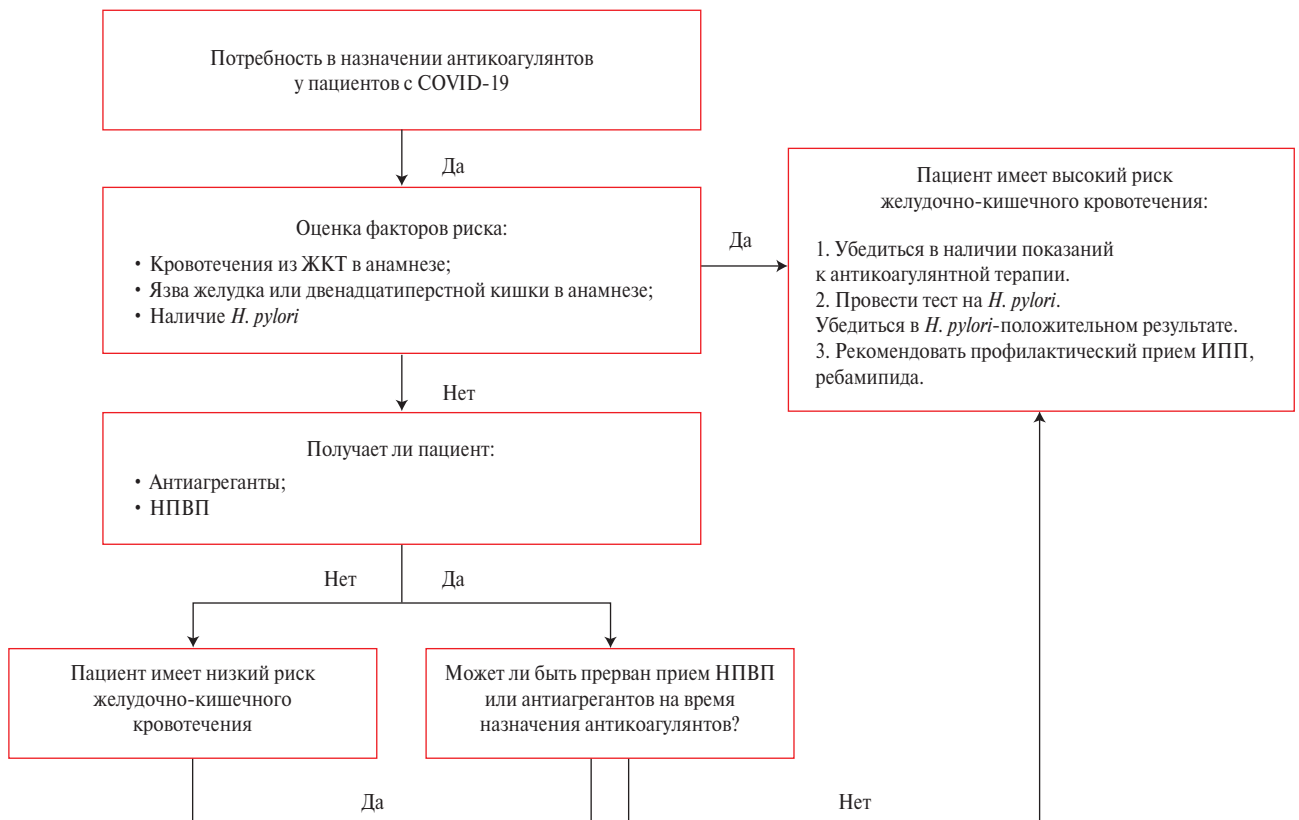 Потребность в назначении антикоагулянтов
у пациентов с COVID-19
Да
Оценка факторов риска:
• Кровотечения из ЖКТ в анамнезе;
• Язва желудка или двенадцатиперстной кишки в анамнезе;
• Наличие H. pylori
Да
Пациент имеет высокий риск
желудочно-кишечного кровотечения:
1. Убедиться в наличии показаний
к антикоагулянтной терапии.
2. Провести тест на H. pylori.
Убедиться в H. pylori-положительном результате.
3. Рекомендовать профилактический прием ИПП,
ребамипида.
Нет
Получает ли пациент:
• Антиагреганты;
• НПВП
Нет
Да
Пациент имеет низкий риск
желудочно-кишечного
кровотечения
Может ли быть прерван прием НПВП
или антиагрегантов на время
назначения антикоагулянтов?
Да
Нет